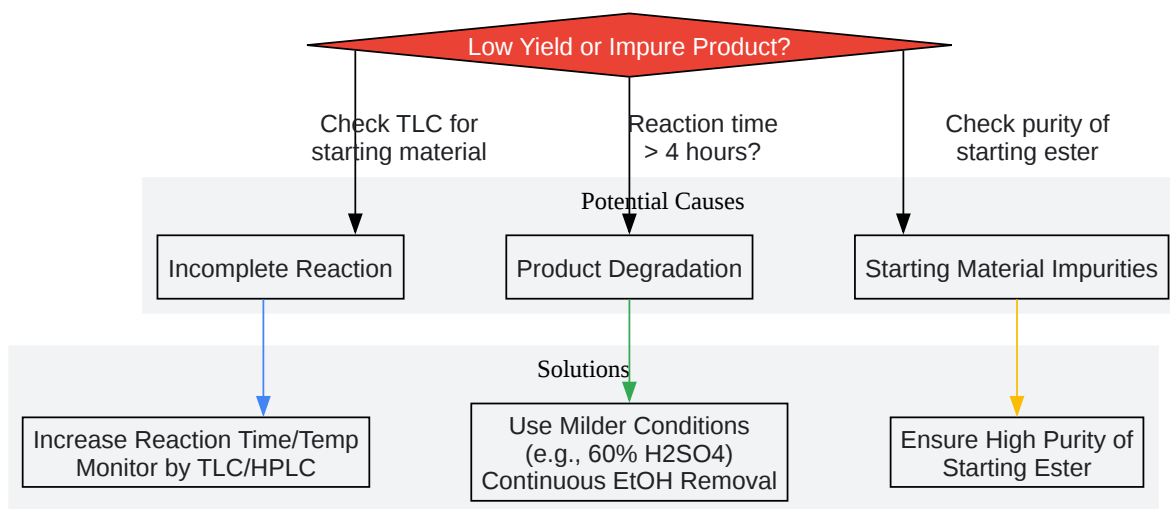 Low Yield or Impure Product?
Check TLC for
starting material
Reaction time
> 4 hours?
Check purity of
starting ester
Potential Causes
Incomplete Reaction
Product Degradation
Starting Material Impurities
Solutions
Increase Reaction Time/Temp
Monitor by TLC/HPLC
Use Milder Conditions
(e.g., 60% H2SO4)
Continuous EtOH Removal
Ensure High Purity of
Starting Ester